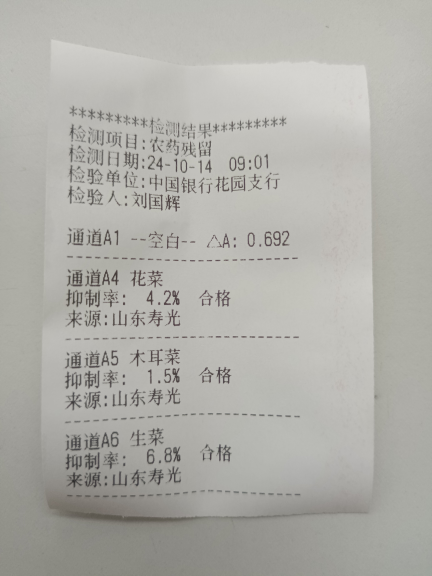 *********检测结果*********
检测项目:农药残留
检测日期:24-10-14 09:01
检验单位:中国银行花园支行
检验人:刘国辉
通道A1 --空白-- △A: 0.692
通道A4 花菜
抑制率: 4.2% 合格
来源:山东寿光
通道A5 木耳菜
抑制率: 1.5% 合格
来源:山东寿光
通道A6 生菜
抑制率: 6.8% 合格
来源:山东寿光